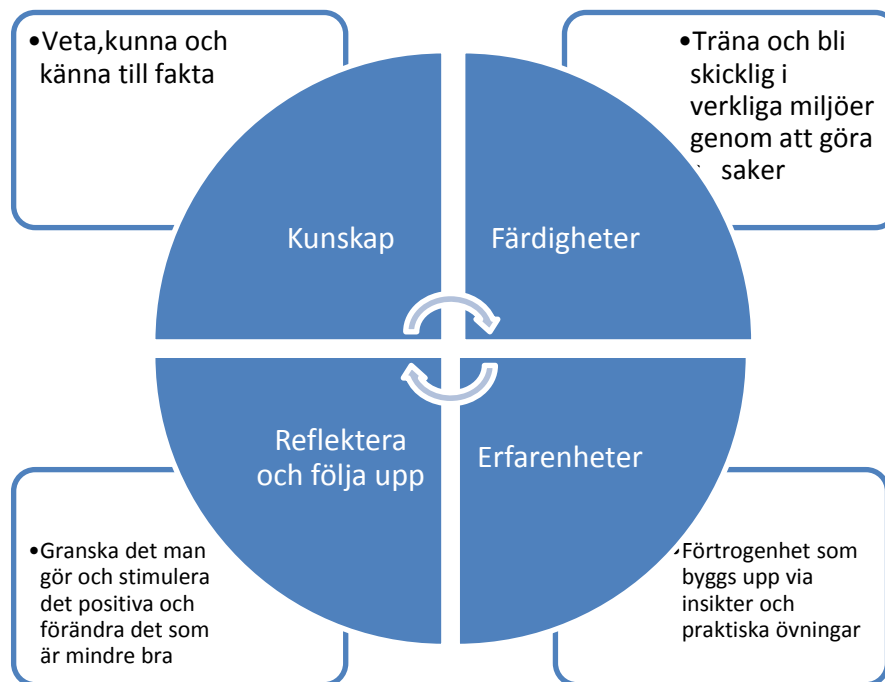 •Veta,kunna och
känna till fakta
•Träna och bli
skicklig i
verkliga miljöer
genom att göra
saker
Kunskap
Färdigheter
Reflektera
och följa upp
Erfarenheter
•Granska det man
gör och stimulera
det positiva och
förändra det som
är mindre bra
•Förtrogenhet som
byggs upp via
insikter och
praktiska övningar